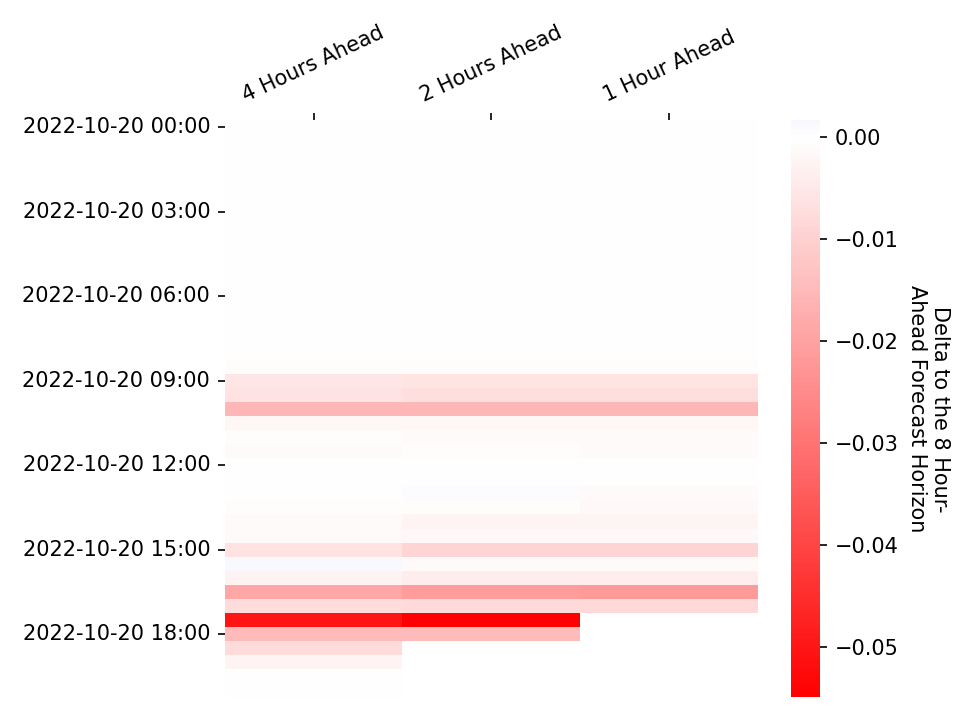 4 Hours Ahead
2 Hours Ahead
1 Hour Ahead
2022-10-20 00:00
2022-10-20 03:00
2022-10-20 06:00
2022-10-20 09:00
2022-10-20 12:00
2022-10-20 15:00
2022-10-20 18:00
0.00
−0.01
−0.02
−0.03
−0.04
−0.05
Delta to the 8 Hour-
Ahead Forecast Horizon